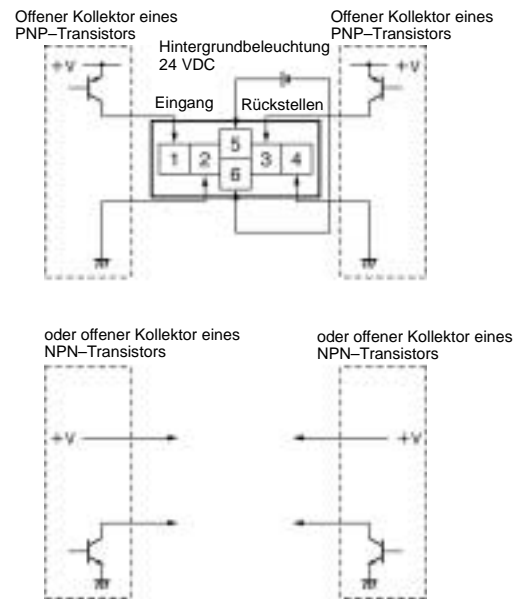 Offener Kollektor eines
PNP–Transistors
Offener Kollektor eines
PNP–Transistors
Hintergrundbeleuchtung
24 VDC
+V
+V
Eingang
Rückstellen
1 2 5 3 4
6
oder offener Kollektor eines
NPN–Transistors
oder offener Kollektor eines
NPN–Transistors
+V
+V